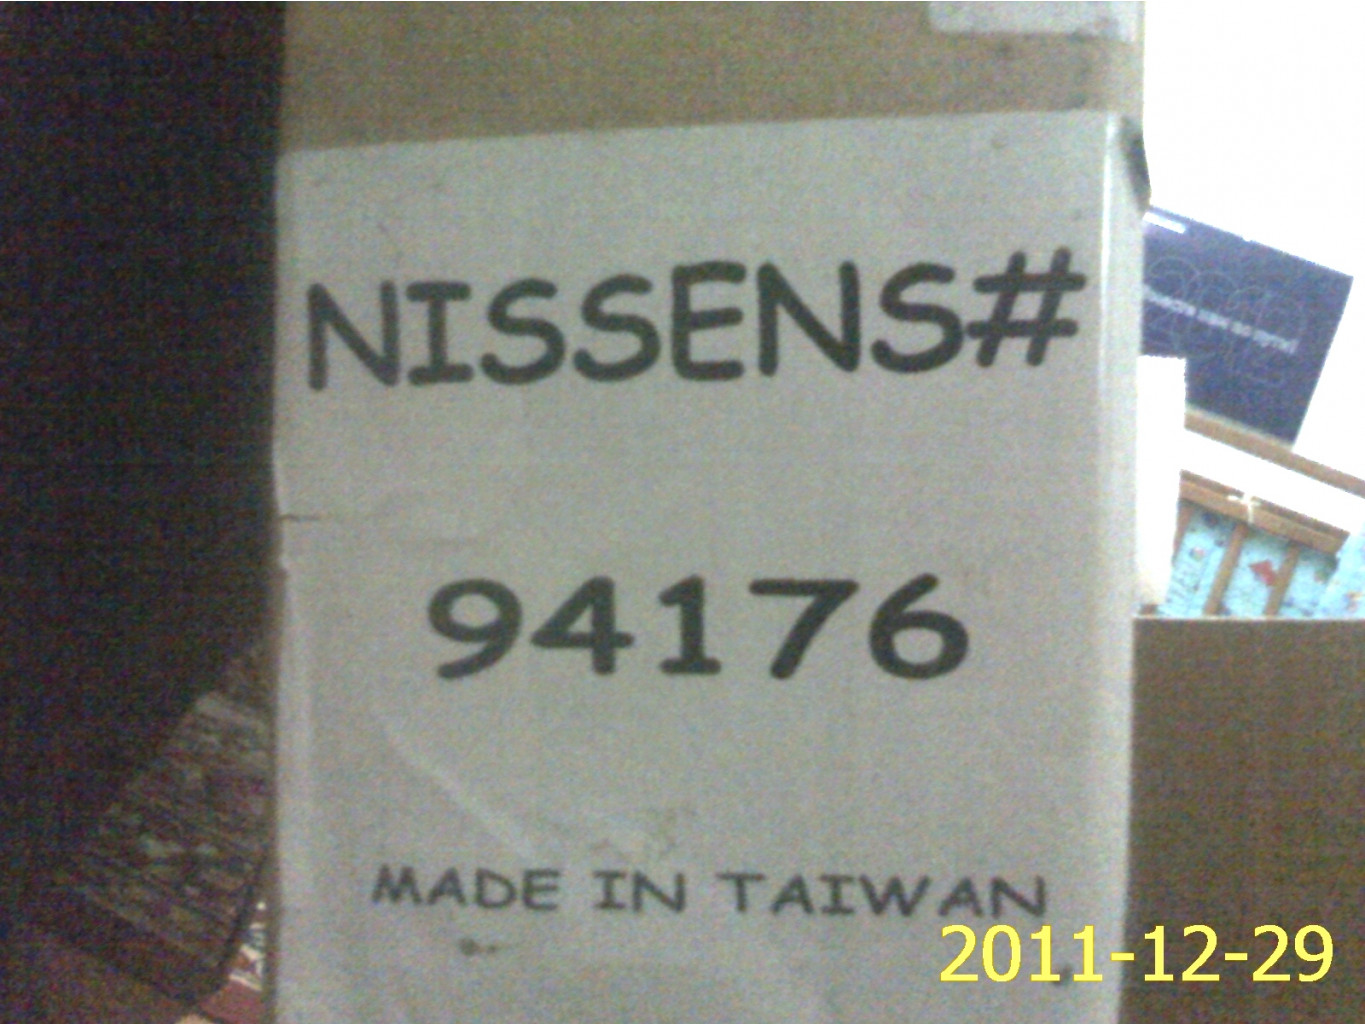 NISSENS#
94176
MADE IN TAIWAN
2011-12-29